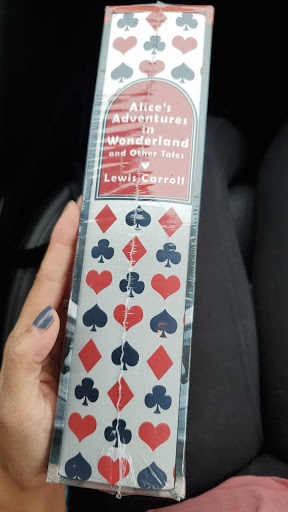 Alice's
Adventures
in
Wonderland
and Other Tales
Lewis Carroll